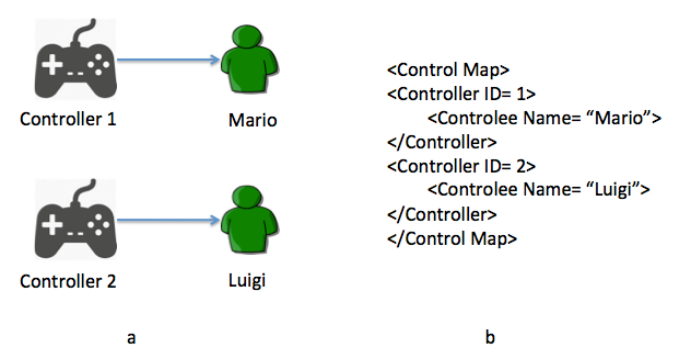 Controller 1
Mario
Controller 2
Luigi
a
<Control Map>
<Controller ID= 1>
<Controlee Name= “Mario”>
</Controller>
<Controller ID= 2>
<Controlee Name= “Luigi”>
</Controller>
</Control Map>
b